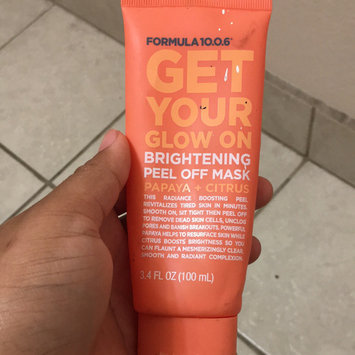 FORMULA 10.0.6
GET
YOUR
GLOW ON
BRIGHTENING
PEEL OFF MASK
PAPAYA + CITRUS
THIS RADIANCE BOOSTING PEEL
REVITALIZES TIRED SKIN IN MINUTES.
SMOOTH ON, SIT TIGHT THEN PEEL OFF
TO REMOVE DEAD SKIN CELLS, UNCLOG
PORES AND BANISH BREAKOUTS. POWERFUL
PAPAYA HELPS TO RESURFACE SKIN WHILE
CITRUS BOOSTS BRIGHTNESS SO YOU
CAN FLAUNT A MESMERIZINGLY CLEAR,
SMOOTH AND RADIANT COMPLEXION.
3.4 FL OZ (100 mL)